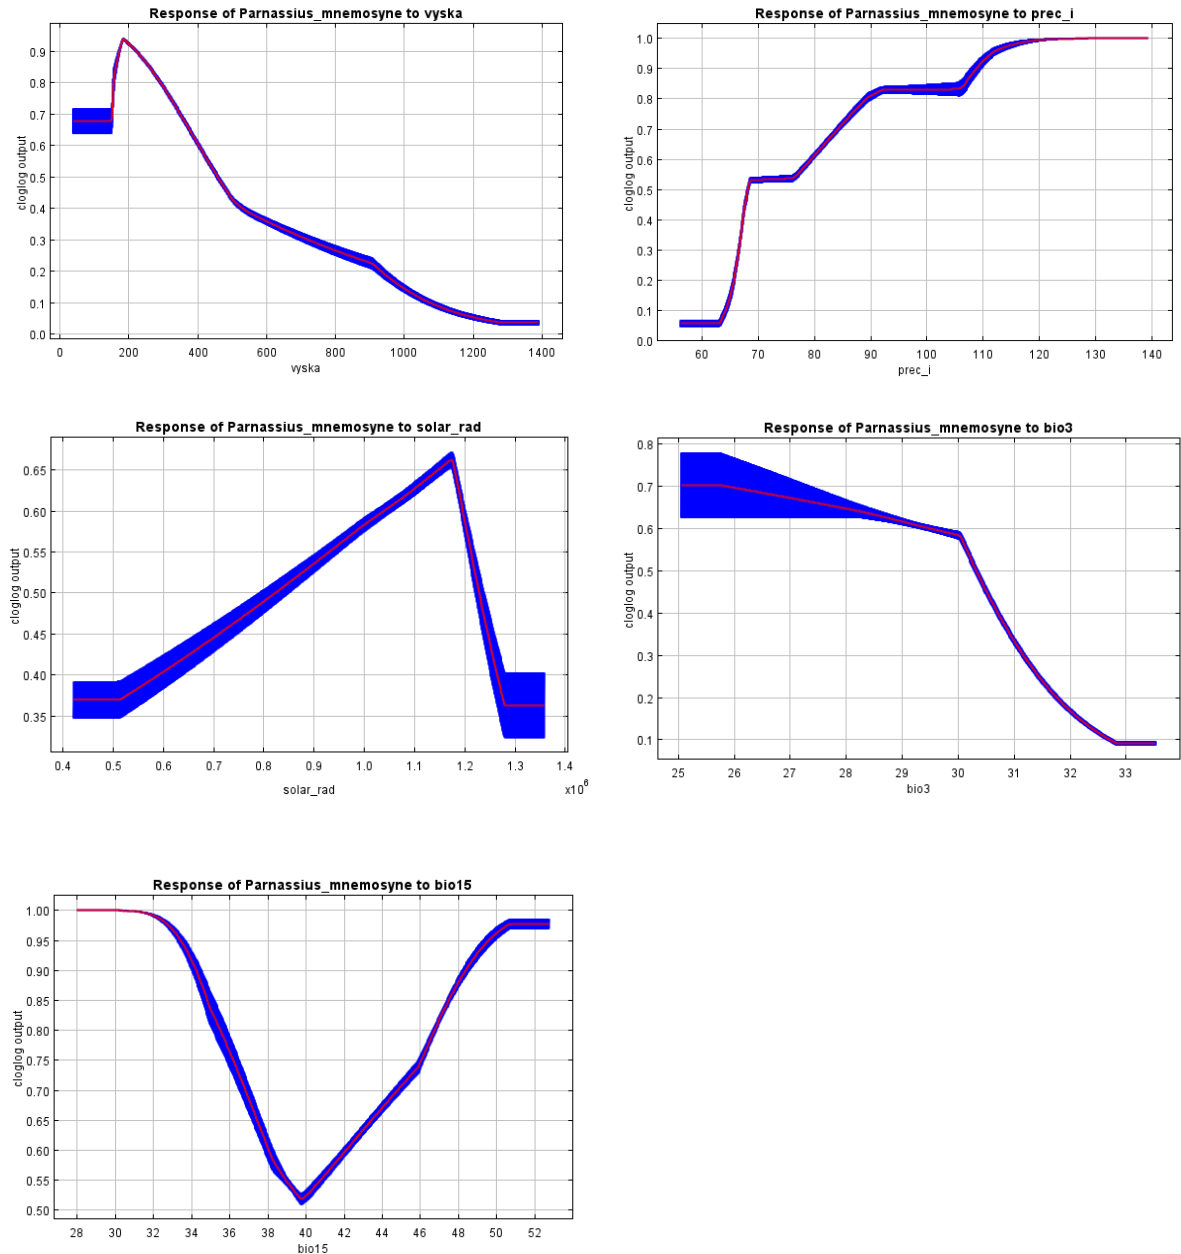 Response of Parnassius_mnemosyne to vyska
cloglog output
0.9
0.8
0.7
0.6
0.5
0.4
0.3
0.2
0.1
0.0
0 200 400 600 800 1000 1200 1400
vyska
Response of Parnassius_mnemosyne to prec_i
cloglog output
1.0
0.9
0.8
0.7
0.6
0.5
0.4
0.3
0.2
0.1
0.0
60 70 80 90 100 110 120 130 140
prec_i
Response of Parnassius_mnemosyne to solar_rad
cloglog output
0.65
0.60
0.55
0.50
0.45
0.40
0.35
0.4 0.5 0.6 0.7 0.8 0.9 1.0 1.1 1.2 1.3 1.4
solar_rad
x10⁶
Response of Parnassius_mnemosyne to bio3
cloglog output
0.8
0.7
0.6
0.5
0.4
0.3
0.2
0.1
25 26 27 28 29 30 31 32 33
bio3
Response of Parnassius_mnemosyne to bio15
cloglog output
1.00
0.95
0.90
0.85
0.80
0.75
0.70
0.65
0.60
0.55
0.50
28 30 32 34 36 38 40 42 44 46 48 50 52
bio15